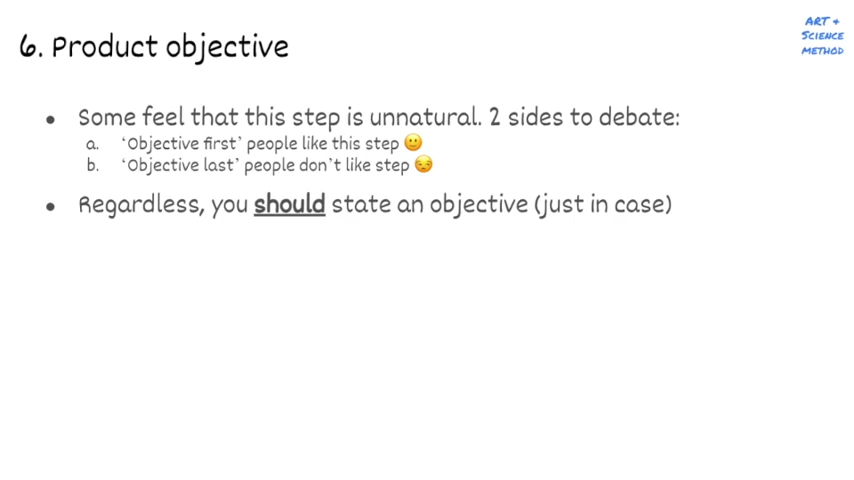 6. Product objective
ART +
SCIENCE
METHOD
• Some feel that this step is unnatural. 2 sides to debate:
a. ‘Objective first’ people like this step 🙂
b. ‘Objective last’ people don’t like step 😒
• Regardless, you should state an objective (just in case)